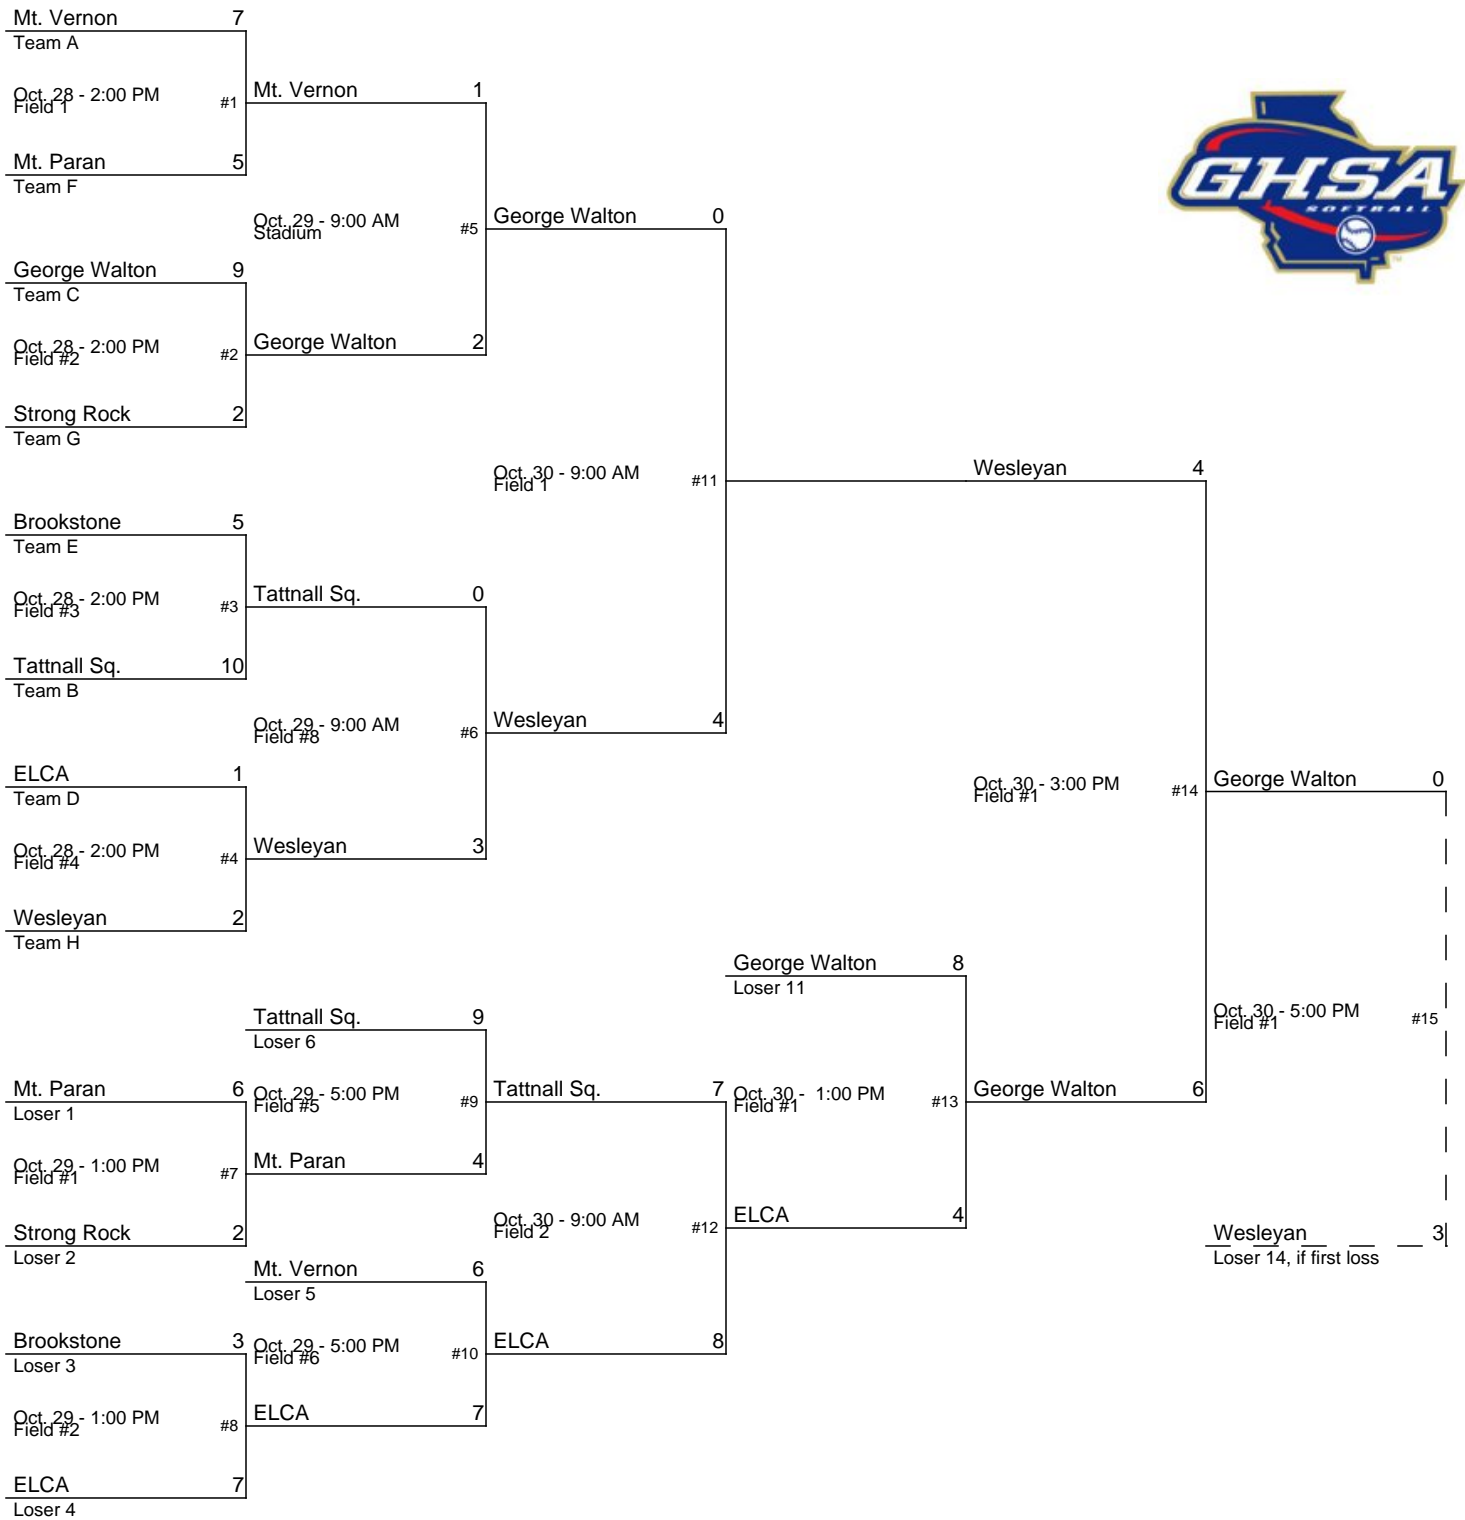 Mt. Vernon 7
Team A
Oct. 28 - 2:00 PM
Field 1
#1
Mt. Paran 5
Team F
Mt. Vernon 1
Oct. 29 - 9:00 AM
Stadium
#5
George Walton 9
Team C
Oct. 28 - 2:00 PM
Field #2
#2
Strong Rock 2
Team G
George Walton 2
George Walton 0
Oct. 30 - 9:00 AM
Field 1
#11
Brookstone 5
Team E
Oct. 28 - 2:00 PM
Field #3
#3
Tattnall Sq. 10
Team B
Tattnall Sq. 0
Oct. 29 - 9:00 AM
Field #8
#6
ELCA 1
Team D
Oct. 28 - 2:00 PM
Field #4
#4
Wesleyan 2
Team H
Wesleyan 3
Wesleyan 4
GHSA
SOFTBALL
TM
Wesleyan 4
Oct. 30 - 3:00 PM
Field #1
#14
George Walton 0
Oct. 30 - 5:00 PM
Field #1
#15
Wesleyan 3
Loser 14, if first loss
George Walton 8
Loser 11
Oct. 30 - 1:00 PM
Field #1
#13
George Walton 6
ELCA 4
Tattnall Sq. 9
Loser 6
Oct. 29 - 5:00 PM
Field #5
#9
Mt. Paran 4
Tattnall Sq. 7
Oct. 30 - 9:00 AM
Field 2
#12
Mt. Paran 6
Loser 1
Oct. 29 - 1:00 PM
Field #1
#7
Strong Rock 2
Loser 2
Mt. Vernon 6
Loser 5
Oct. 29 - 5:00 PM
Field #6
#10
ELCA 7
ELCA 8
Brookstone 3
Loser 3
Oct. 29 - 1:00 PM
Field #2
#8
ELCA 7
Loser 4